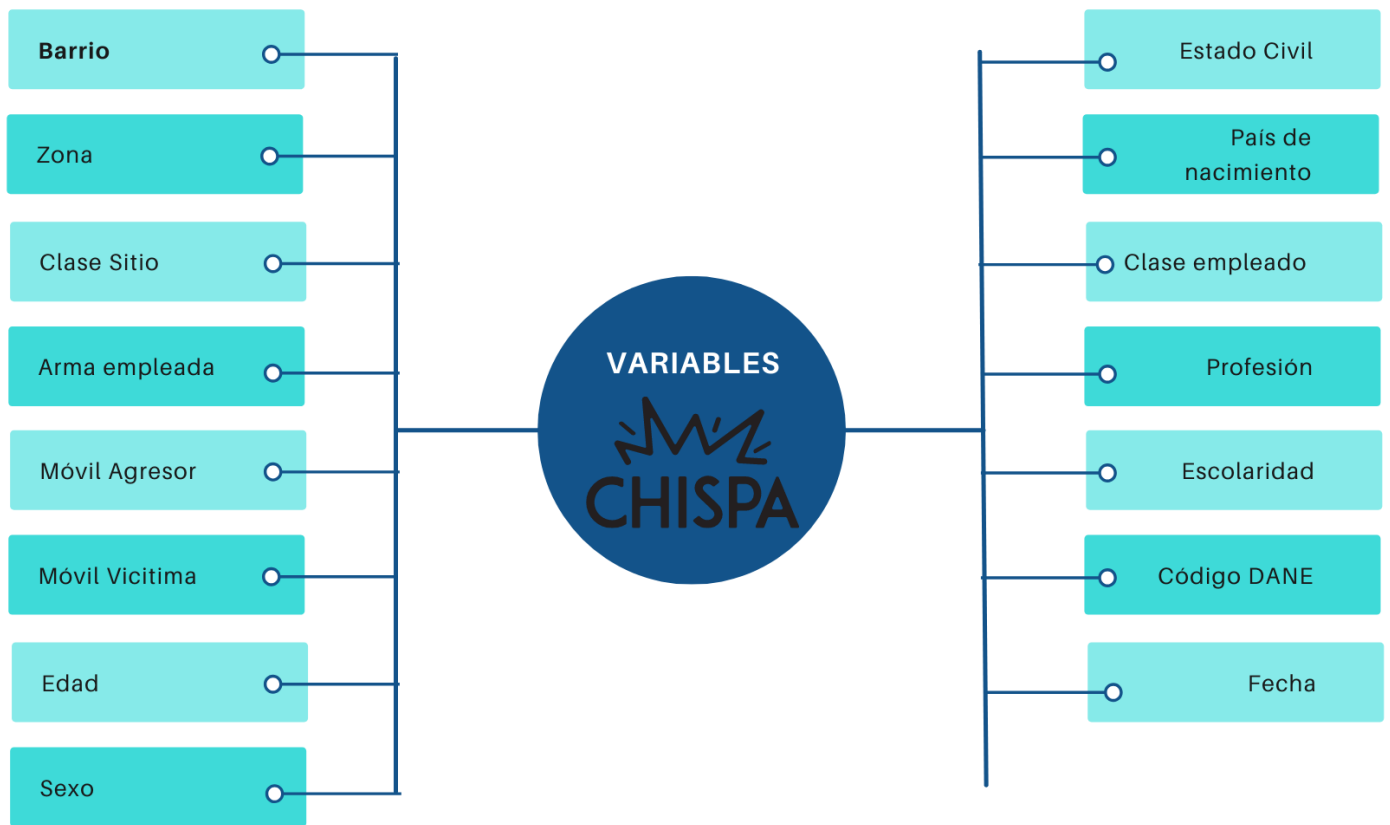 Barrio
Zona
Clase Sitio
Arma empleada
Móvil Agresor
Móvil Vicitima
Edad
Sexo
VARIABLES
CHISPA
Estado Civil
País de
nacimiento
Clase empleado
Profesión
Escolaridad
Código DANE
Fecha